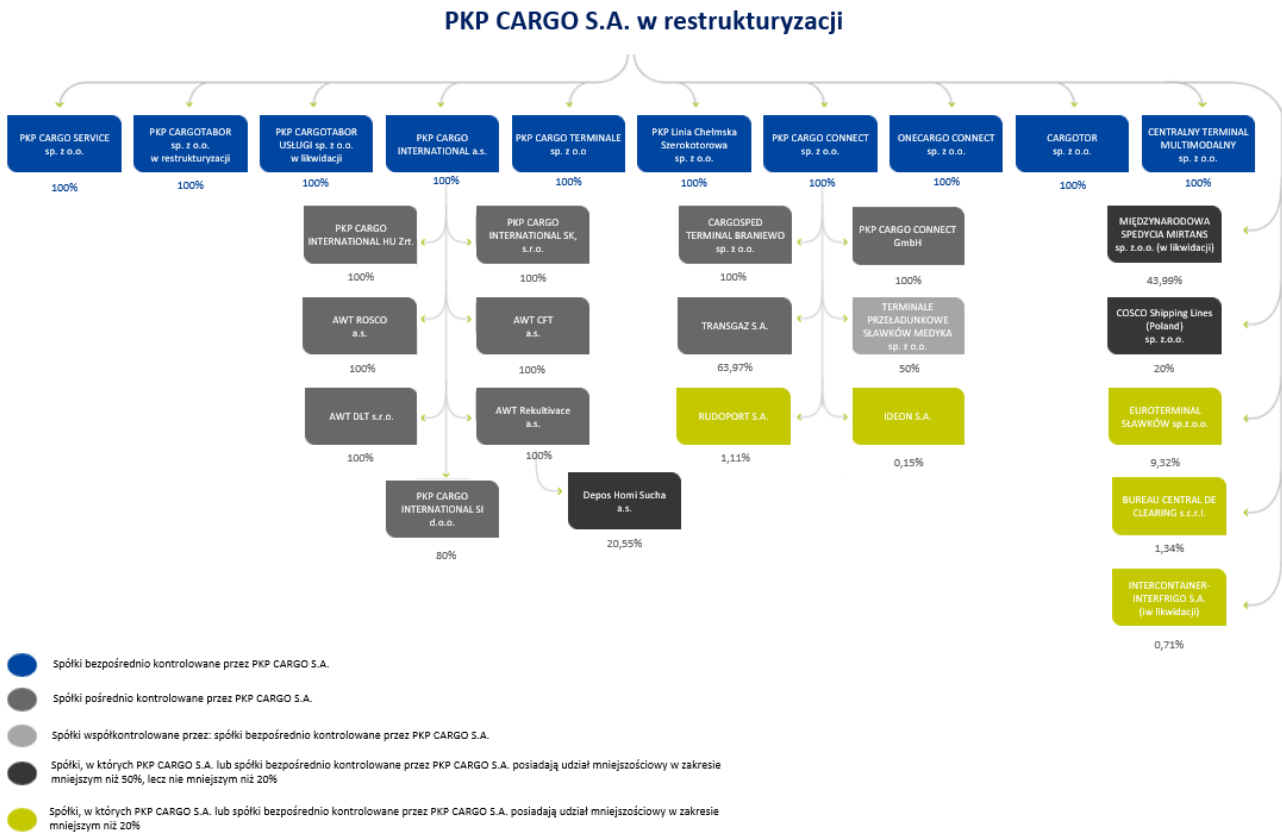 PKP CARGO S.A. w restrukturyzacji
PKP CARGO SERVICE
sp. z o.o.
100%
PKP CARGOTABOR
sp. z o.o.
w restrukturyzacji
100%
PKP CARGOTABOR
USŁUGI sp. z o.o.
w likwidacji
100%
PKP CARGO
INTERNATIONAL a.s.
100%
PKP CARGO TERMINALE
sp. z o.o
100%
PKP Linia Chełmska
Szerokotorowa
sp. z o.o.
100%
PKP CARGO CONNECT
sp. z o.o.
100%
ONECARGO CONNECT
sp. z o.o.
100%
CARGOTOR
sp. z o.o.
100%
CENTRALNY TERMINAL
MULTIMODALNY
sp. z o.o.
100%
PKP CARGO
INTERNATIONAL HU Zrt.
100%
PKP CARGO
INTERNATIONAL SK,
s.r.o.
100%
CARGOSPED
TERMINAL BRANIEWO
sp. z o.o.
100%
PKP CARGO CONNECT
GmbH
100%
MIĘDZYNARODOWA
SPEDYCJA MIRTANS
sp. z.o.o. (w likwidacji)
43,99%
AWT ROSCO
a.s.
100%
AWT CFT
a.s.
100%
TRANSGAZ S.A.
63,97%
TERMINALE
PRZEŁADUNKOWE
SŁAWKÓW MEDYKA
sp. z o.o.
50%
COSCO Shipping Lines
(Poland)
sp. z.o.o.
20%
AWT DLT s.r.o.
100%
AWT Rekultivace
a.s.
100%
RUDOPORT S.A.
1,11%
IDEON S.A.
0,15%
EUROTERMINAL
SŁAWKÓW sp.z.o.o.
9,32%
PKP CARGO
INTERNATIONAL SI
d.o.o.
80%
Depos Horni Sucha
a.s.
20,55%
BUREAU CENTRAL DE
CLEARING s.c.r.l.
1,34%
INTERCONTAINER-
INTERFRIGO S.A.
(iw likwidacji)
0,71%
Spółki bezpośrednio kontrolowane przez PKP CARGO S.A.
Spółki pośrednio kontrolowane przez PKP CARGO S.A.
Spółki współkontrolowane przez: spółki bezpośrednio kontrolowane przez PKP CARGO S.A.
Spółki, w których PKP CARGO S.A. lub spółki bezpośrednio kontrolowane przez PKP CARGO S.A. posiadają udział mniejszościowy w zakresie
mniejszym niż 50%, lecz nie mniejszym niż 20%
Spółki, w których PKP CARGO S.A. lub spółki bezpośrednio kontrolowane przez PKP CARGO S.A. posiadają udział mniejszościowy w zakresie
mniejszym niż 20%